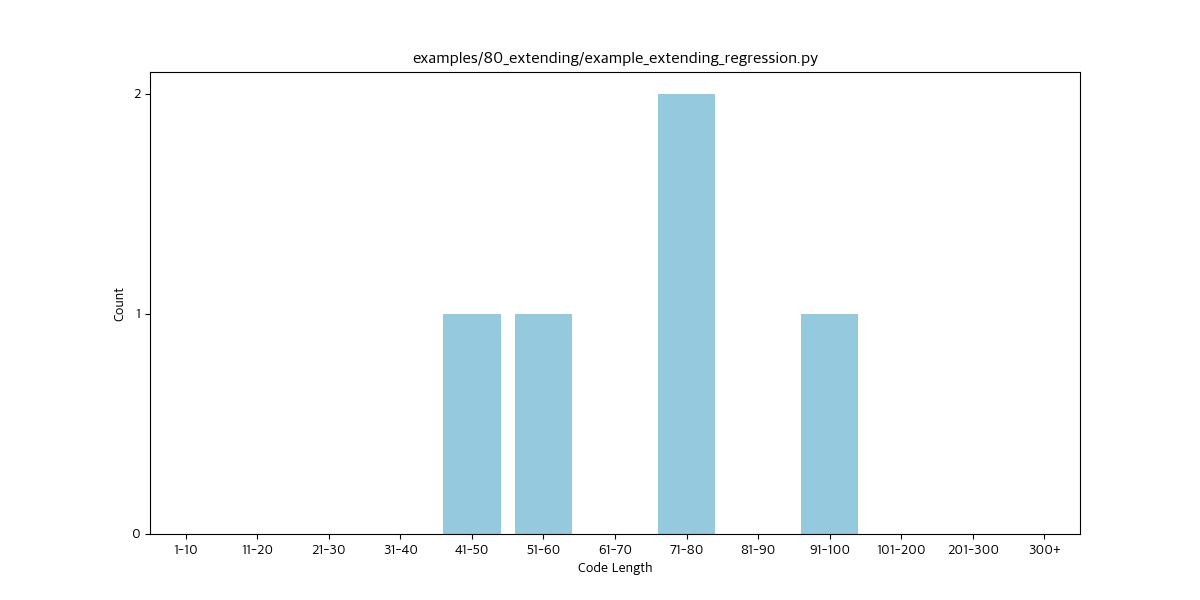 examples/80_extending/example_extending_regression.py
Count
2
1
0
1-10 11-20 21-30 31-40 41-50 51-60 61-70 71-80 81-90 91-100 101-200 201-300 300+
Code Length